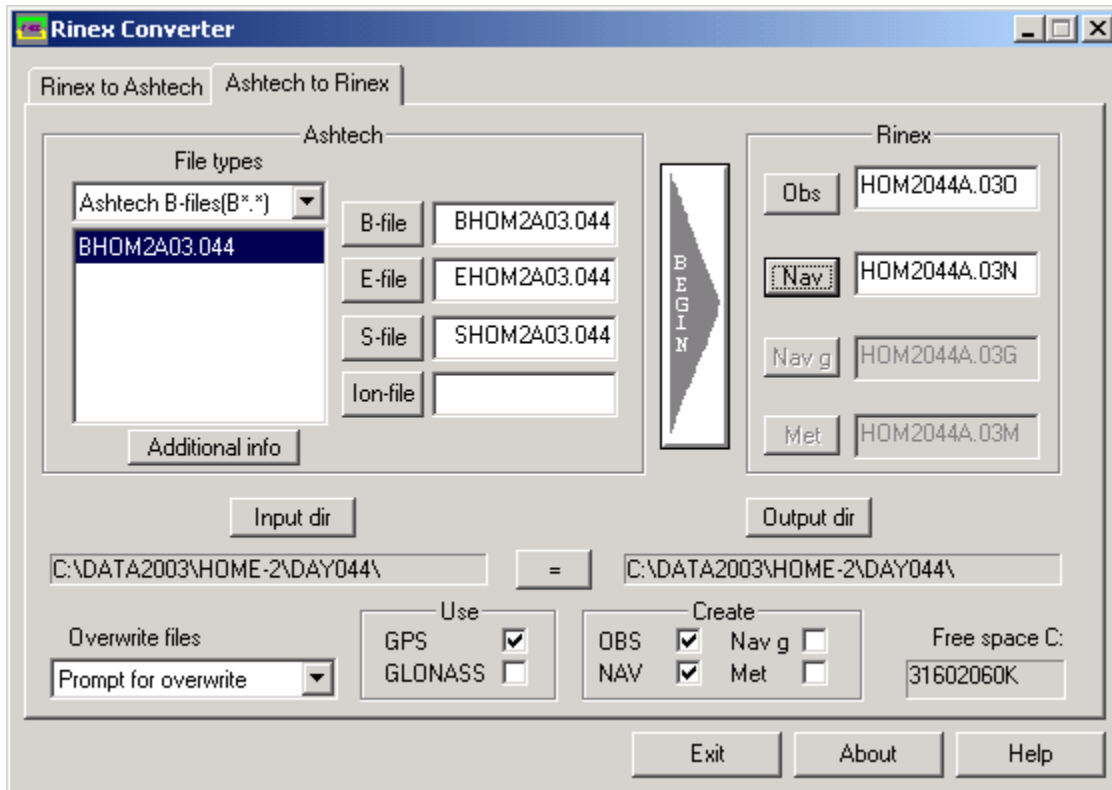 Rinex Converter
Rinex to Ashtech
Ashtech to Rinex
Ashtech
File types
Ashtech B-files(B*.*)
BHOM2A03.044
Additional info
B-file BHOM2A03.044
E-file EHOM2A03.044
S-file SHOM2A03.044
Ion-file
BEGIN
Rinex
Obs HOM2044A.03O
Nav HOM2044A.03N
Nav g HOM2044A.03G
Met HOM2044A.03M
Input dir
Output dir
C:\DATA2003\HOME-2\DAY044\
=
C:\DATA2003\HOME-2\DAY044\
Overwrite files
Prompt for overwrite
Use
GPS
GLONASS
Create
OBS Nav g
NAV Met
Free space C:
31602060K
Exit
About
Help